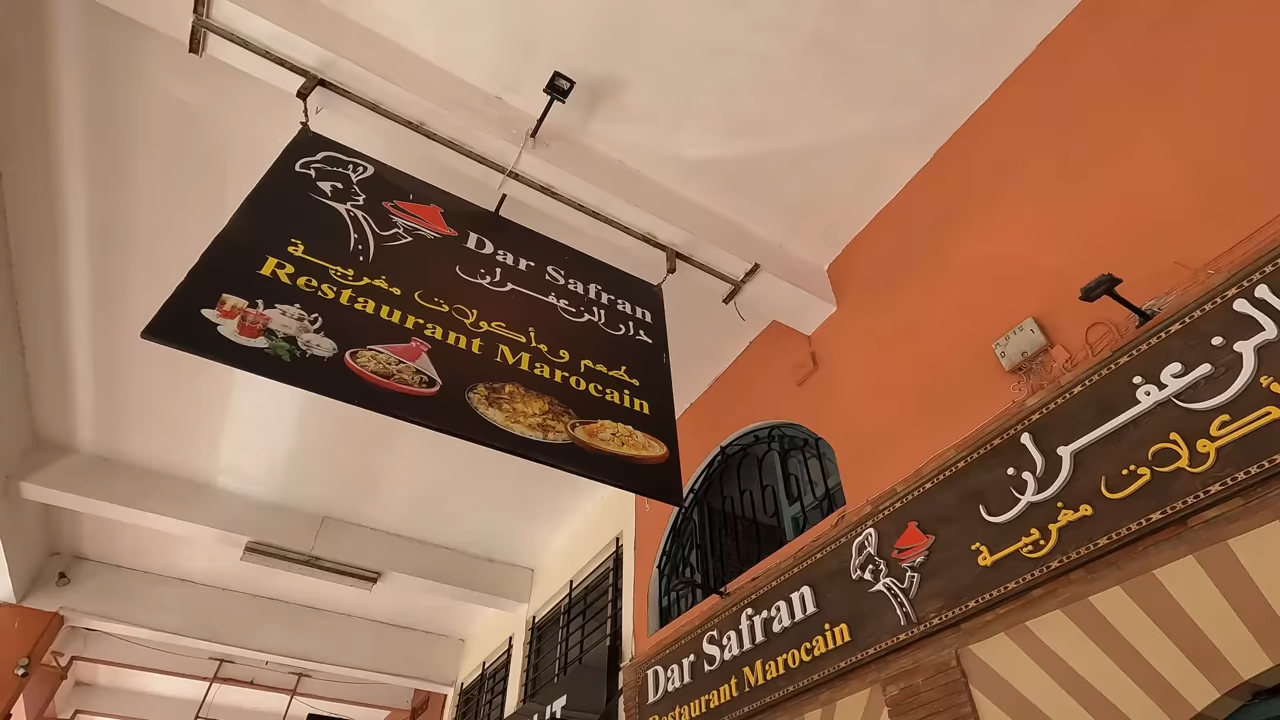 Dar Safran
دار الزعفران
مطعم ومأكولات مغربية
Restaurant Marocain
الزعفران
مأكولات مغربية
Dar Safran
Restaurant Marocain